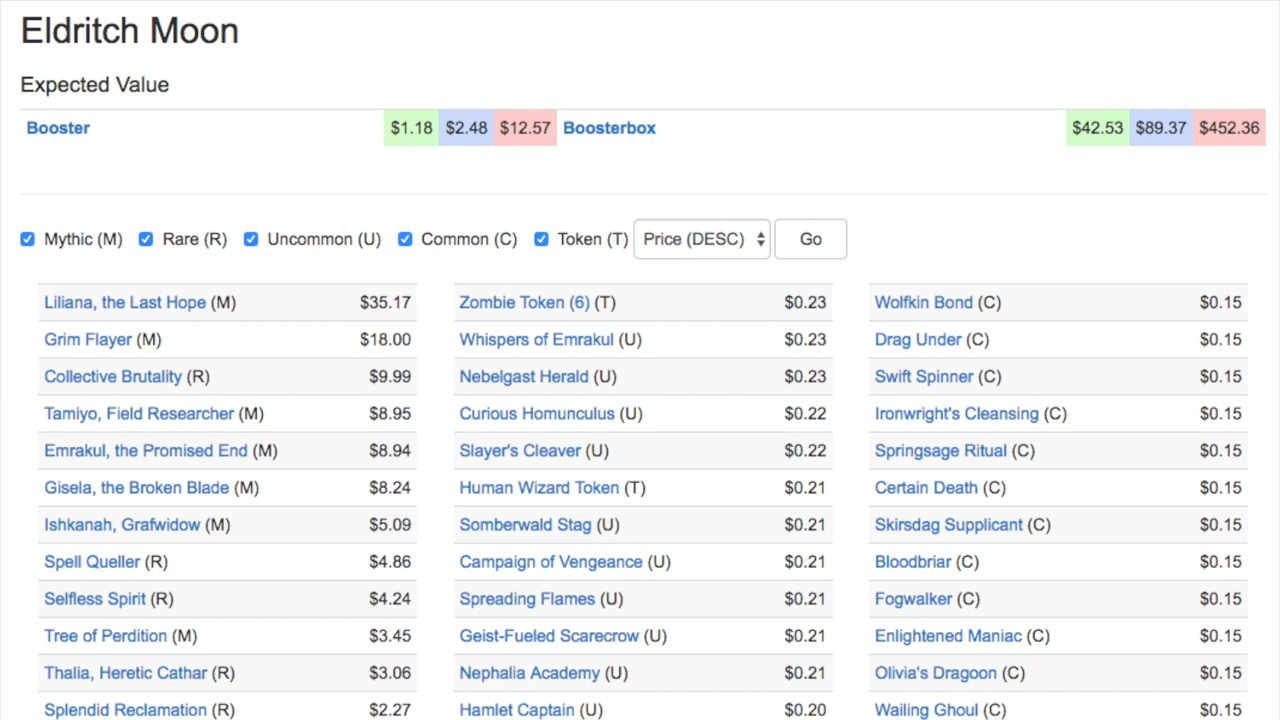 Eldritch Moon
Expected Value
Booster $1.18 $2.48 $12.57 Boosterbox $42.53 $89.37 $452.36
Mythic (M) Rare (R) Uncommon (U) Common (C) Token (T) Price (DESC) Go
Liliana, the Last Hope (M) $35.17
Grim Flayer (M) $18.00
Collective Brutality (R) $9.99
Tamiyo, Field Researcher (M) $8.95
Emrakul, the Promised End (M) $8.94
Gisela, the Broken Blade (M) $8.24
Ishkanah, Grafwidow (M) $5.09
Spell Queller (R) $4.86
Selfless Spirit (R) $4.24
Tree of Perdition (M) $3.45
Thalia, Heretic Cathar (R) $3.06
Splendid Reclamation (R) $2.27
Zombie Token (6) (T) $0.23
Whispers of Emrakul (U) $0.23
Nebelgast Herald (U) $0.23
Curious Homunculus (U) $0.22
Slayer's Cleaver (U) $0.22
Human Wizard Token (T) $0.21
Somberwald Stag (U) $0.21
Campaign of Vengeance (U) $0.21
Spreading Flames (U) $0.21
Geist-Fueled Scarecrow (U) $0.21
Nephalia Academy (U) $0.21
Hamlet Captain (U) $0.20
Wolfkin Bond (C) $0.15
Drag Under (C) $0.15
Swift Spinner (C) $0.15
Ironwright's Cleansing (C) $0.15
Springsage Ritual (C) $0.15
Certain Death (C) $0.15
Skirsdag Supplicant (C) $0.15
Bloodbriar (C) $0.15
Fogwalker (C) $0.15
Enlightened Maniac (C) $0.15
Olivia's Dragoon (C) $0.15
Wailing Ghoul (C) $0.15